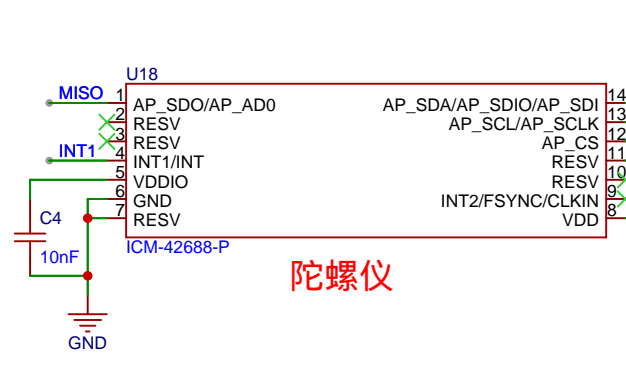 U18
MISO 1 AP_SDO/AP_AD0 AP_SDA/AP_SDIO/AP_SDI 14
2 RESV AP_SCL/AP_SCLK 13
3 RESV AP_CS 12
INT1 4 INT1/INT RESV 11
5 VDDIO RESV 10
6 GND INT2/FSYNC/CLKIN 9
7 RESV VDD 8
C4
10nF
ICM-42688-P
陀螺仪
GND